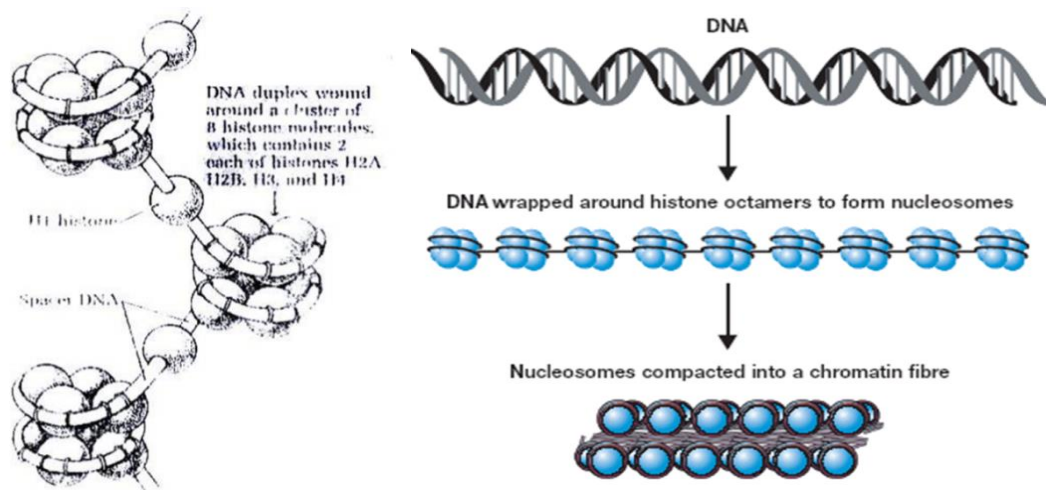 DNA duplex wound
around a cluster of
8 histone molecules,
which contains 2
each of histones H2A
H2B, H3, and H4
H1 histone
Spacer DNA
DNA
DNA wrapped around histone octamers to form nucleosomes
Nucleosomes compacted into a chromatin fibre